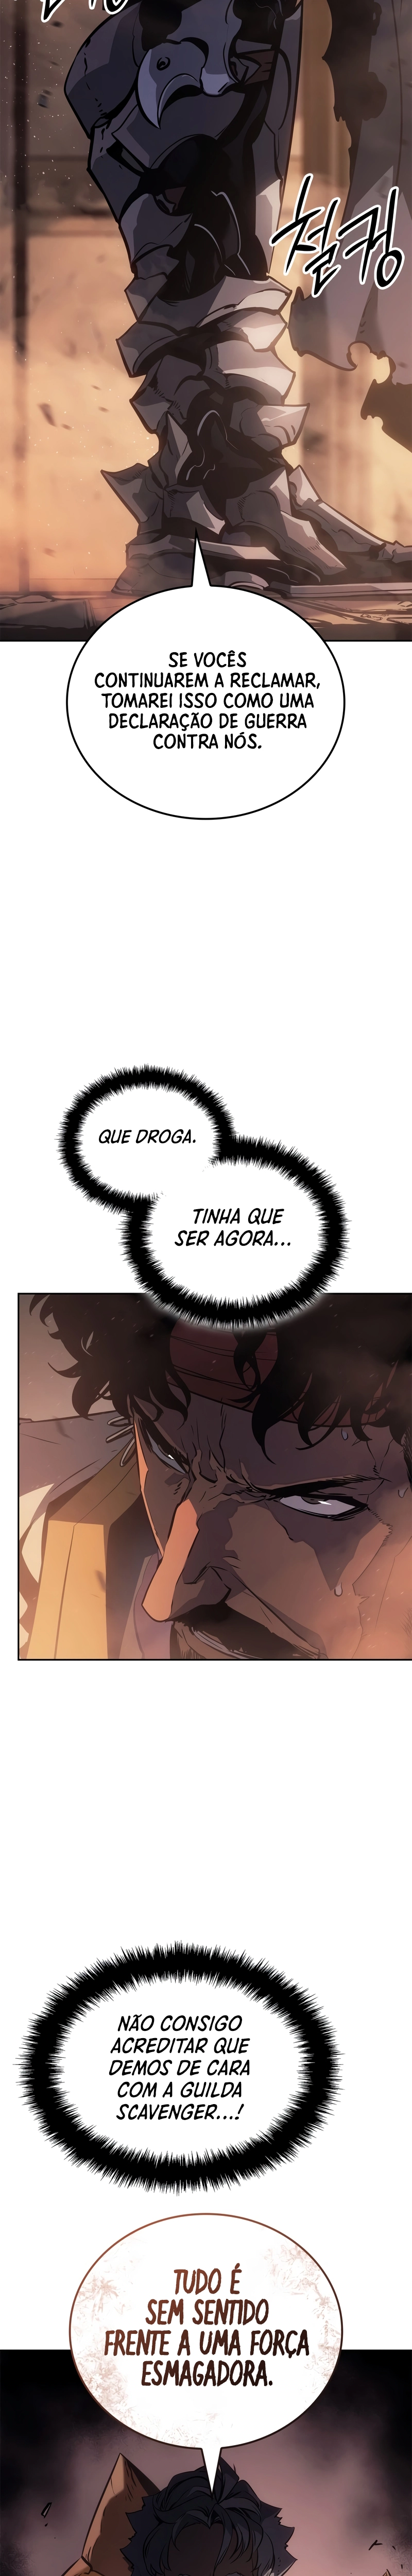 철컹
SE VOCÊS
CONTINUAREM A RECLAMAR,
TOMAREI ISSO COMO UMA
DECLARAÇÃO DE GUERRA
CONTRA NÓS.
QUE DROGA.
TINHA QUE
SER AGORA...
NÃO CONSIGO
ACREDITAR QUE
DEMOS DE CARA
COM A GUILDA
SCAVENGER...!
TUDO É
SEM SENTIDO
FRENTE A UMA FORÇA
ESMAGADORA.